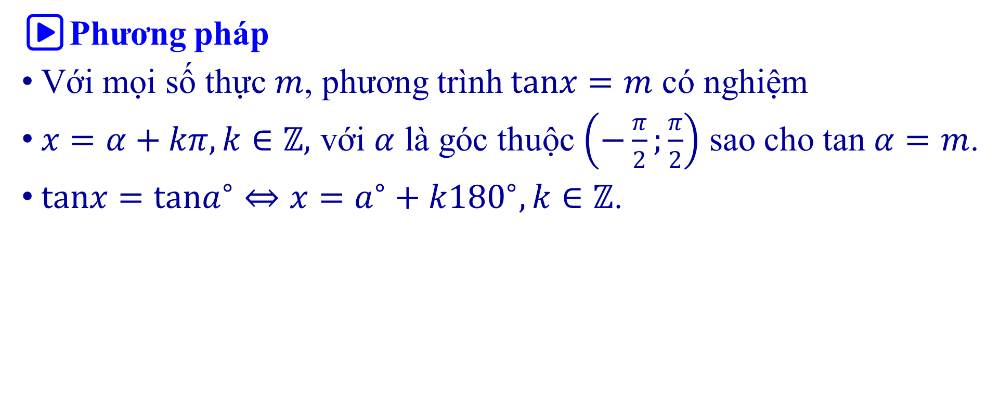 Phương pháp
• Với mọi số thực 𝑚, phương trình tan𝑥 = 𝑚 có nghiệm
• 𝑥 = 𝛼 + 𝑘𝜋, 𝑘 ∈ ℤ, với 𝛼 là góc thuộc (−𝜋/2; 𝜋/2) sao cho tan 𝛼 = 𝑚.
• tan𝑥 = tan𝑎° ⇔ 𝑥 = 𝑎° + 𝑘180°, 𝑘 ∈ ℤ.